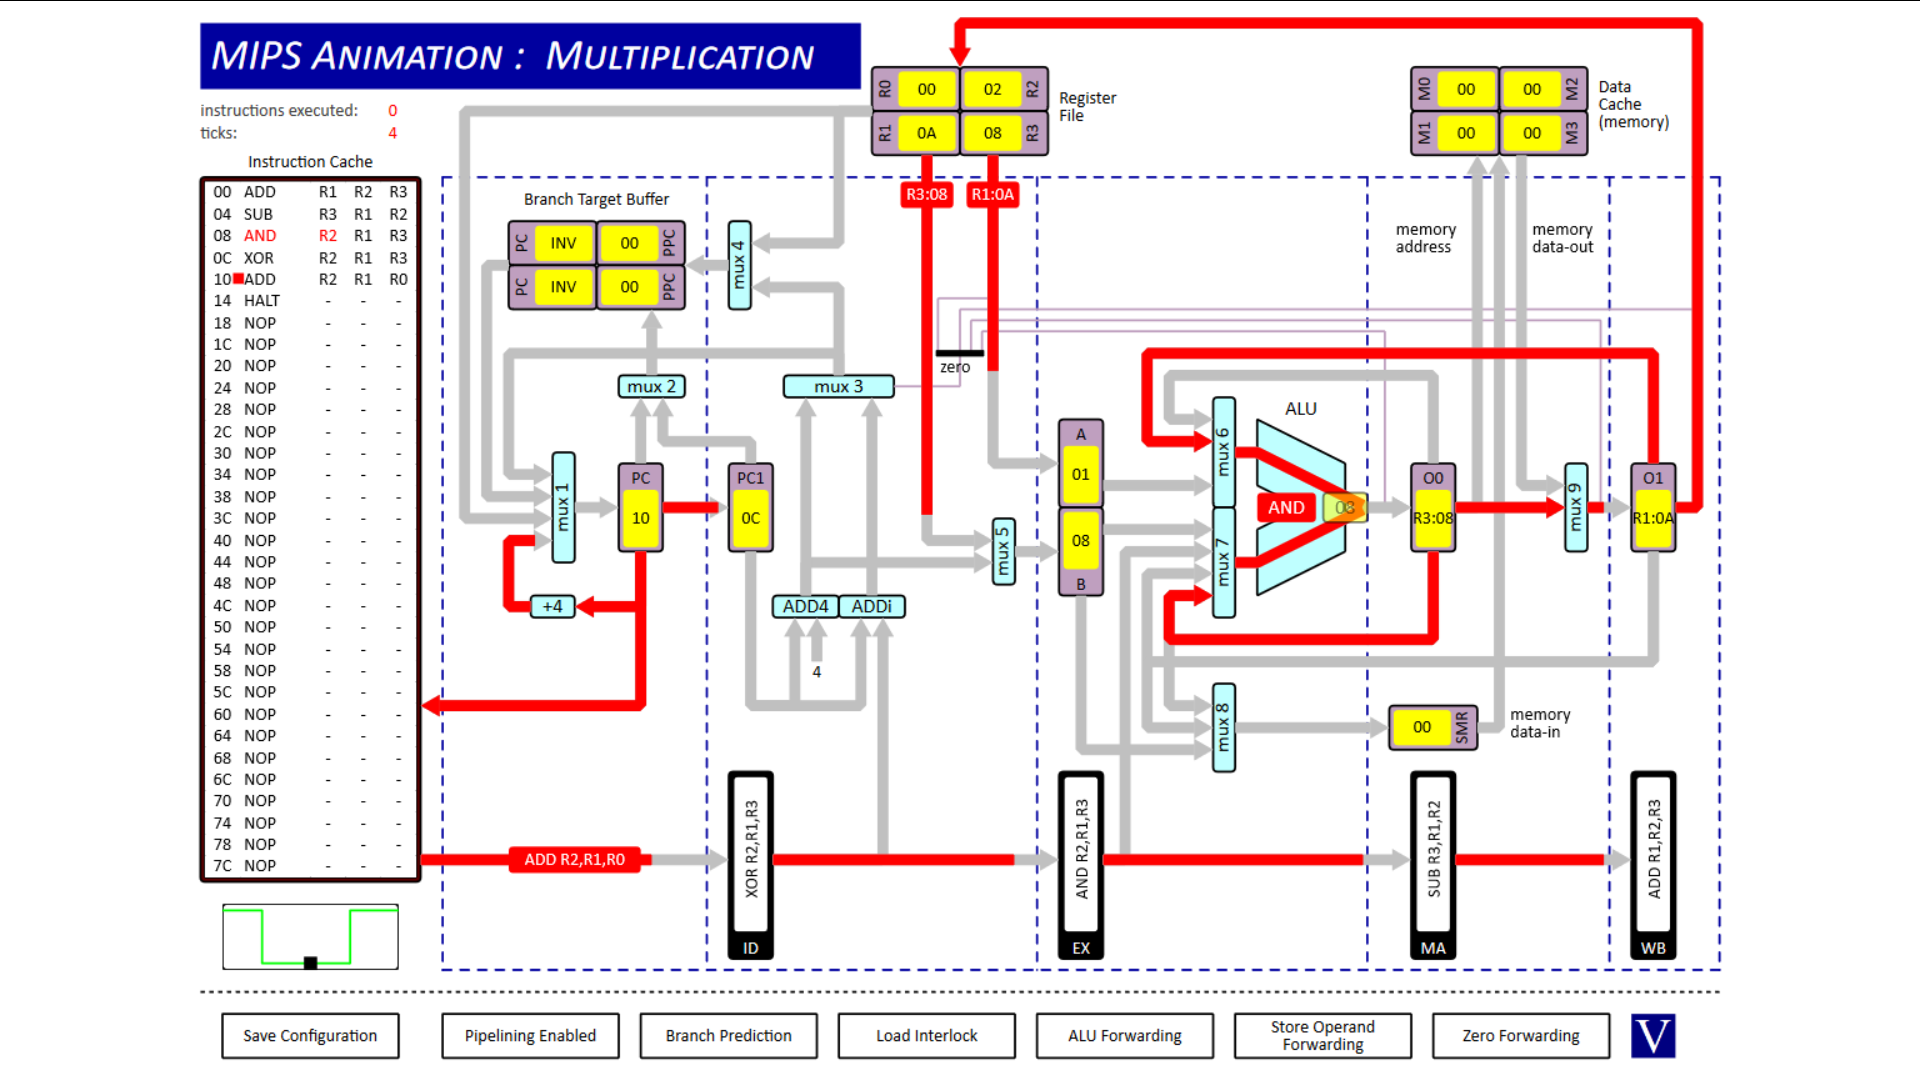 MIPS ANIMATION : MULTIPLICATION
instructions executed: 0
ticks: 4
Instruction Cache
00 ADD R1 R2 R3
04 SUB R3 R1 R2
08 AND R2 R1 R3
0C XOR R2 R1 R3
10 ADD R2 R1 R0
14 HALT - - -
18 NOP - - -
1C NOP - - -
20 NOP - - -
24 NOP - - -
28 NOP - - -
2C NOP - - -
30 NOP - - -
34 NOP - - -
38 NOP - - -
3C NOP - - -
40 NOP - - -
44 NOP - - -
48 NOP - - -
4C NOP - - -
50 NOP - - -
54 NOP - - -
58 NOP - - -
5C NOP - - -
60 NOP - - -
64 NOP - - -
68 NOP - - -
6C NOP - - -
70 NOP - - -
74 NOP - - -
78 NOP - - -
7C NOP - - -
R0 00 02 R2
R1 0A 08 R3
Register
File
M0 00 00 M2
M1 00 00 M3
Data
Cache
(memory)
R3:08
R1:0A
Branch Target Buffer
PC INV 00 PPC
PC INV 00 PPC
mux 4
memory
address
memory
data-out
zero
mux 2
mux 3
ALU
mux 1
PC
10
PC1
0C
mux 5
A
01
08
B
mux 6
mux 7
AND
08
O0
R3:08
mux 9
O1
R1:0A
+4
ADD4
ADDi
4
mux 8
00
SMR
memory
data-in
ADD R2,R1,R0
XOR R2,R1,R3
ID
AND R2,R1,R3
EX
SUB R3,R1,R2
MA
ADD R1,R2,R3
WB
Save Configuration
Pipelining Enabled
Branch Prediction
Load Interlock
ALU Forwarding
Store Operand
Forwarding
Zero Forwarding
V